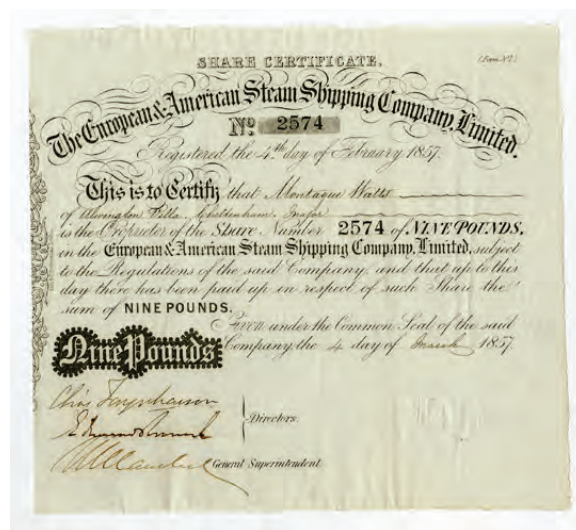 SHARE CERTIFICATE.
The European & American Steam Shipping Company, Limited.
No 2574
Registered the 4th day of February 1857.
This is to Certify that Montague Watts
of Villa, Cheltenham,
is the Proprietor of the Share Number 2574 of NINE POUNDS,
in the European & American Steam Shipping Company, Limited, subject
to the Regulations of the said Company, and that up to this
day there has been paid up in respect of such Share the
sum of NINE POUNDS.
Given under the Common Seal of the said
Nine Pounds Company, the 4 day of March 1857.
Directors.
General Superintendent.